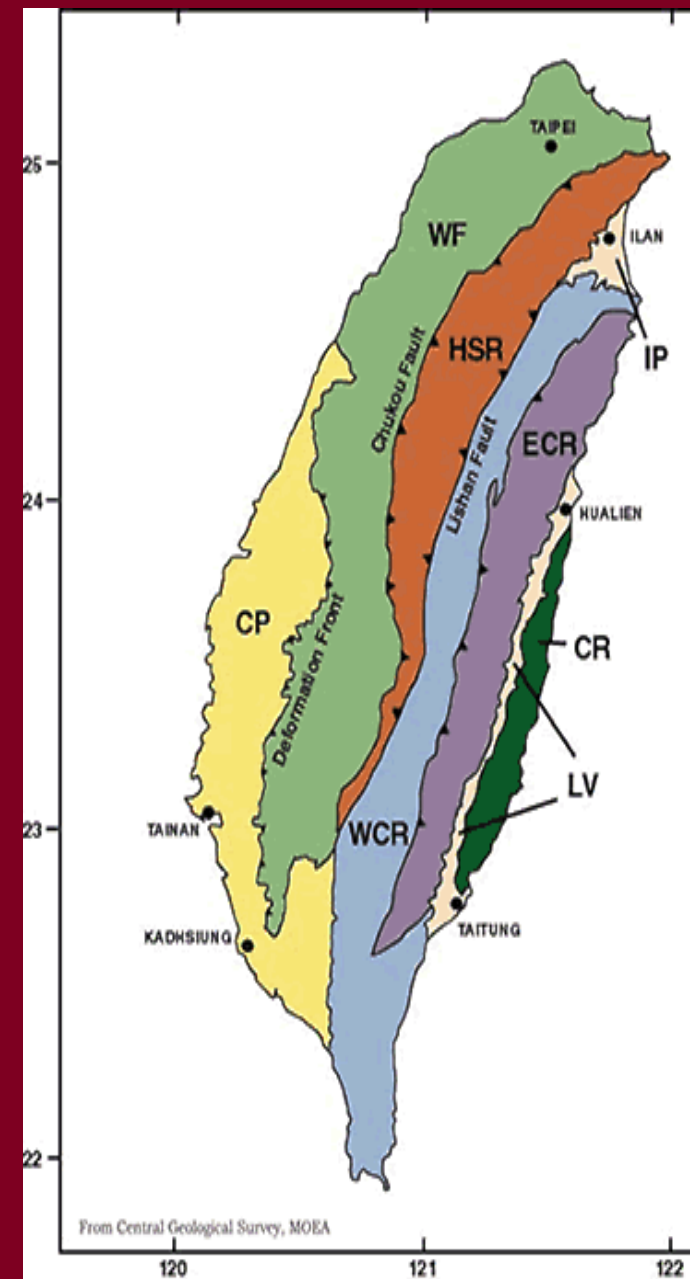 TAIPEI
25
WF
ILAN
Chukou Fault
HSR
IP
Lishan Fault
ECR
24
HUALIEN
CP
Deformation Front
CR
LV
TAINAN
23
WCR
KADHSIUNG
TAITUNG
22
From Central Geological Survey, MOEA
120
121
122